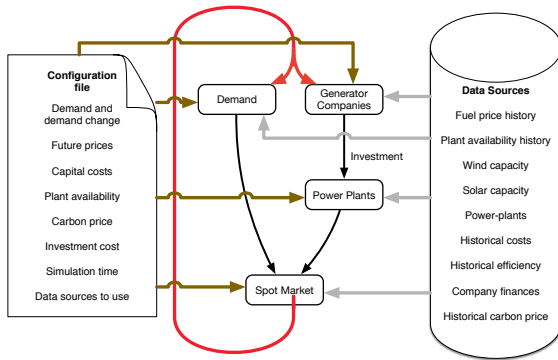 Configuration
file
Demand and
demand change
Future prices
Capital costs
Plant availability
Carbon price
Investment cost
Simulation time
Data sources to use
Demand
Generator
Companies
Investment
Power Plants
Spot Market
Data Sources
Fuel price history
Plant availability history
Wind capacity
Solar capacity
Power-plants
Historical costs
Historical efficiency
Company finances
Historical carbon price